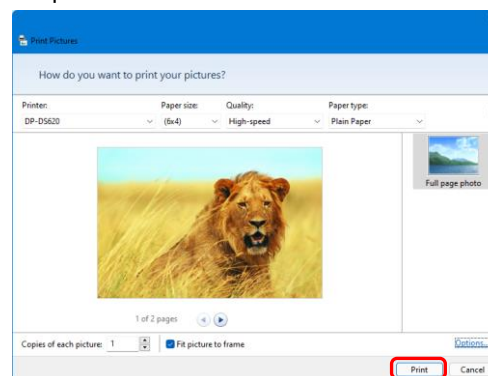 Print Pictures
How do you want to print your pictures?
Printer: Paper size: Quality: Paper type:
DP-DS620 (6x4) High-speed Plain Paper
Full page photo
1 of 2 pages
Copies of each picture: 1 Fit picture to frame Options...
Print Cancel